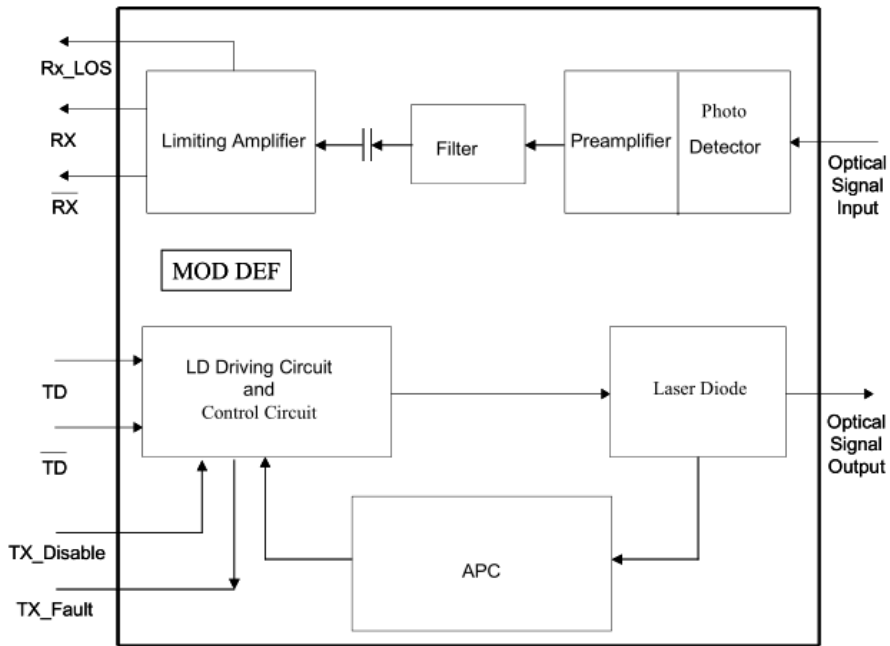 Rx_LOS
RX
RX
Limiting Amplifier
Filter
Preamplifier
Photo
Detector
Optical
Signal
Input
MOD DEF
TD
TD
LD Driving Circuit
and
Control Circuit
Laser Diode
Optical
Signal
Output
TX_Disable
TX_Fault
APC